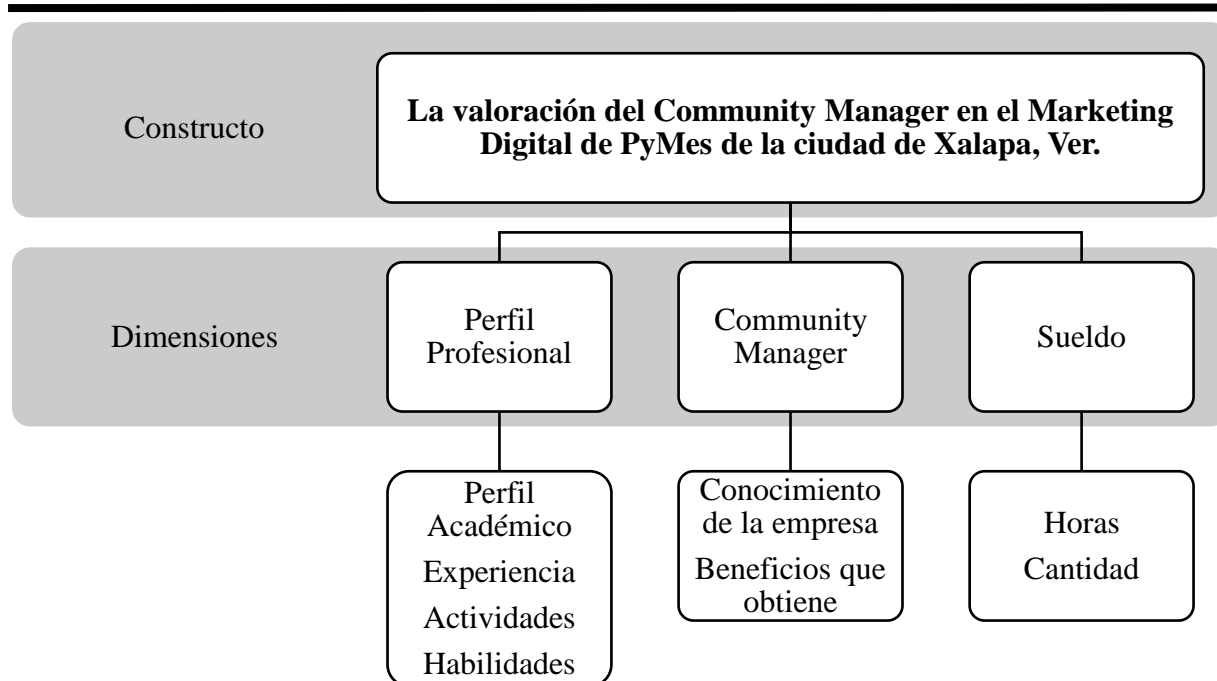 Constructo
La valoración del Community Manager en el Marketing
Digital de PyMes de la ciudad de Xalapa, Ver.
Dimensiones
Perfil
Profesional
Community
Manager
Sueldo
Perfil
Académico
Experiencia
Actividades
Habilidades
Conocimiento
de la empresa
Beneficios que
obtiene
Horas
Cantidad